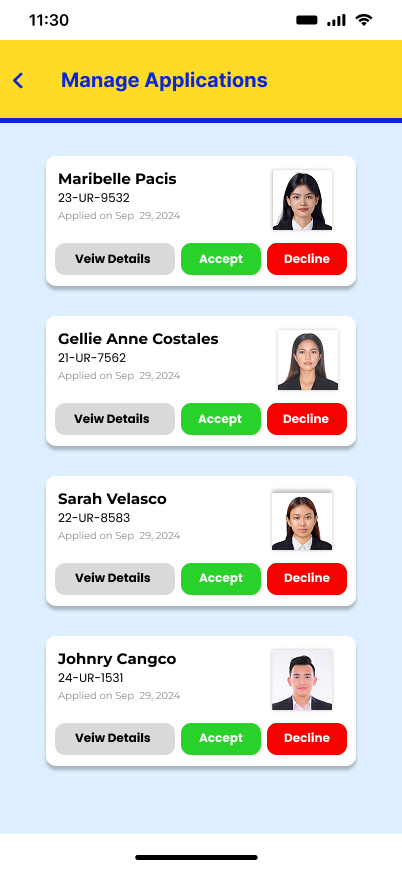 11:30
Manage Applications
Maribelle Pacis
23-UR-9532
Applied on Sep 29, 2024
Veiw Details Accept Decline
Gellie Anne Costales
21-UR-7562
Applied on Sep 29, 2024
Veiw Details Accept Decline
Sarah Velasco
22-UR-8583
Applied on Sep 29, 2024
Veiw Details Accept Decline
Johnry Cangco
24-UR-1531
Applied on Sep 29, 2024
Veiw Details Accept Decline